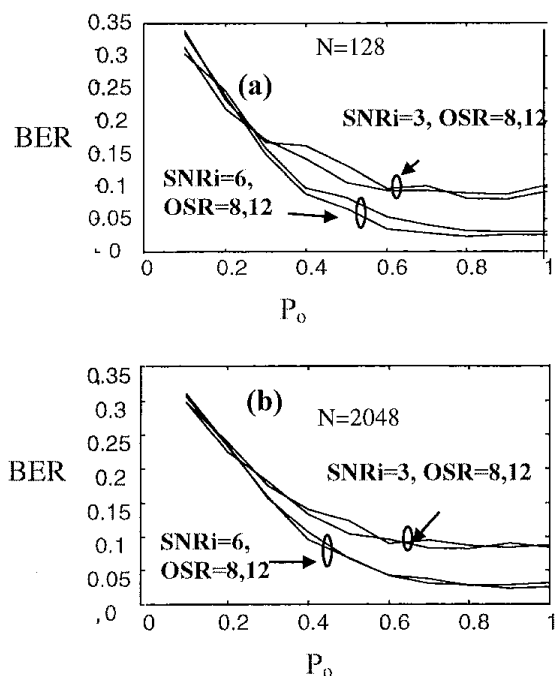 0.35
0.3
0.25
0.2
0.15
0.1
0.05
0
BER
N=128
(a)
SNRi=3, OSR=8,12
SNRi=6,
OSR=8,12
0 0.2 0.4 0.6 0.8 1
Po
0.35
0.3
0.25
0.2
0.15
0.1
0.05
,0
BER
(b)
N=2048
SNRi=3, OSR=8,12
SNRi=6,
OSR=8,12
0 0.2 0.4 0.6 0.8 1
Po